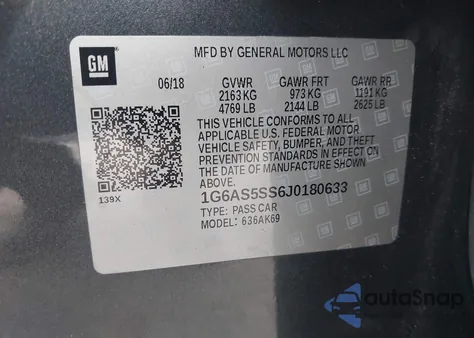 GM
MFD BY GENERAL MOTORS LLC
06/18 GVWR GAWR FRT GAWR RR
2163 KG 973 KG 1191 KG
4769 LB 2144 LB 2625 LB
THIS VEHICLE CONFORMS TO ALL
APPLICABLE U.S. FEDERAL MOTOR
VEHICLE SAFETY, BUMPER, AND THEFT
PREVENTION STANDARDS IN EFFECT ON
THE DATE OF MANUFACTURE SHOWN
ABOVE.
1G6AS5SS6J0180633
TYPE: PASS CAR
MODEL: 636AK69
139X
autoSnap